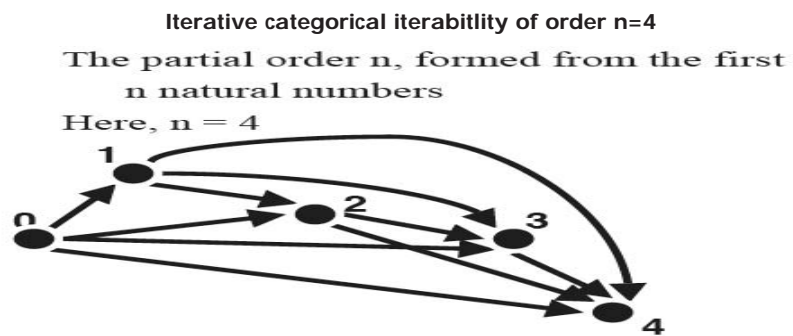 Iterative categorical iterabitlity of order n=4
The partial order n, formed from the first
n natural numbers
Here, n = 4
1
0
2
3
4